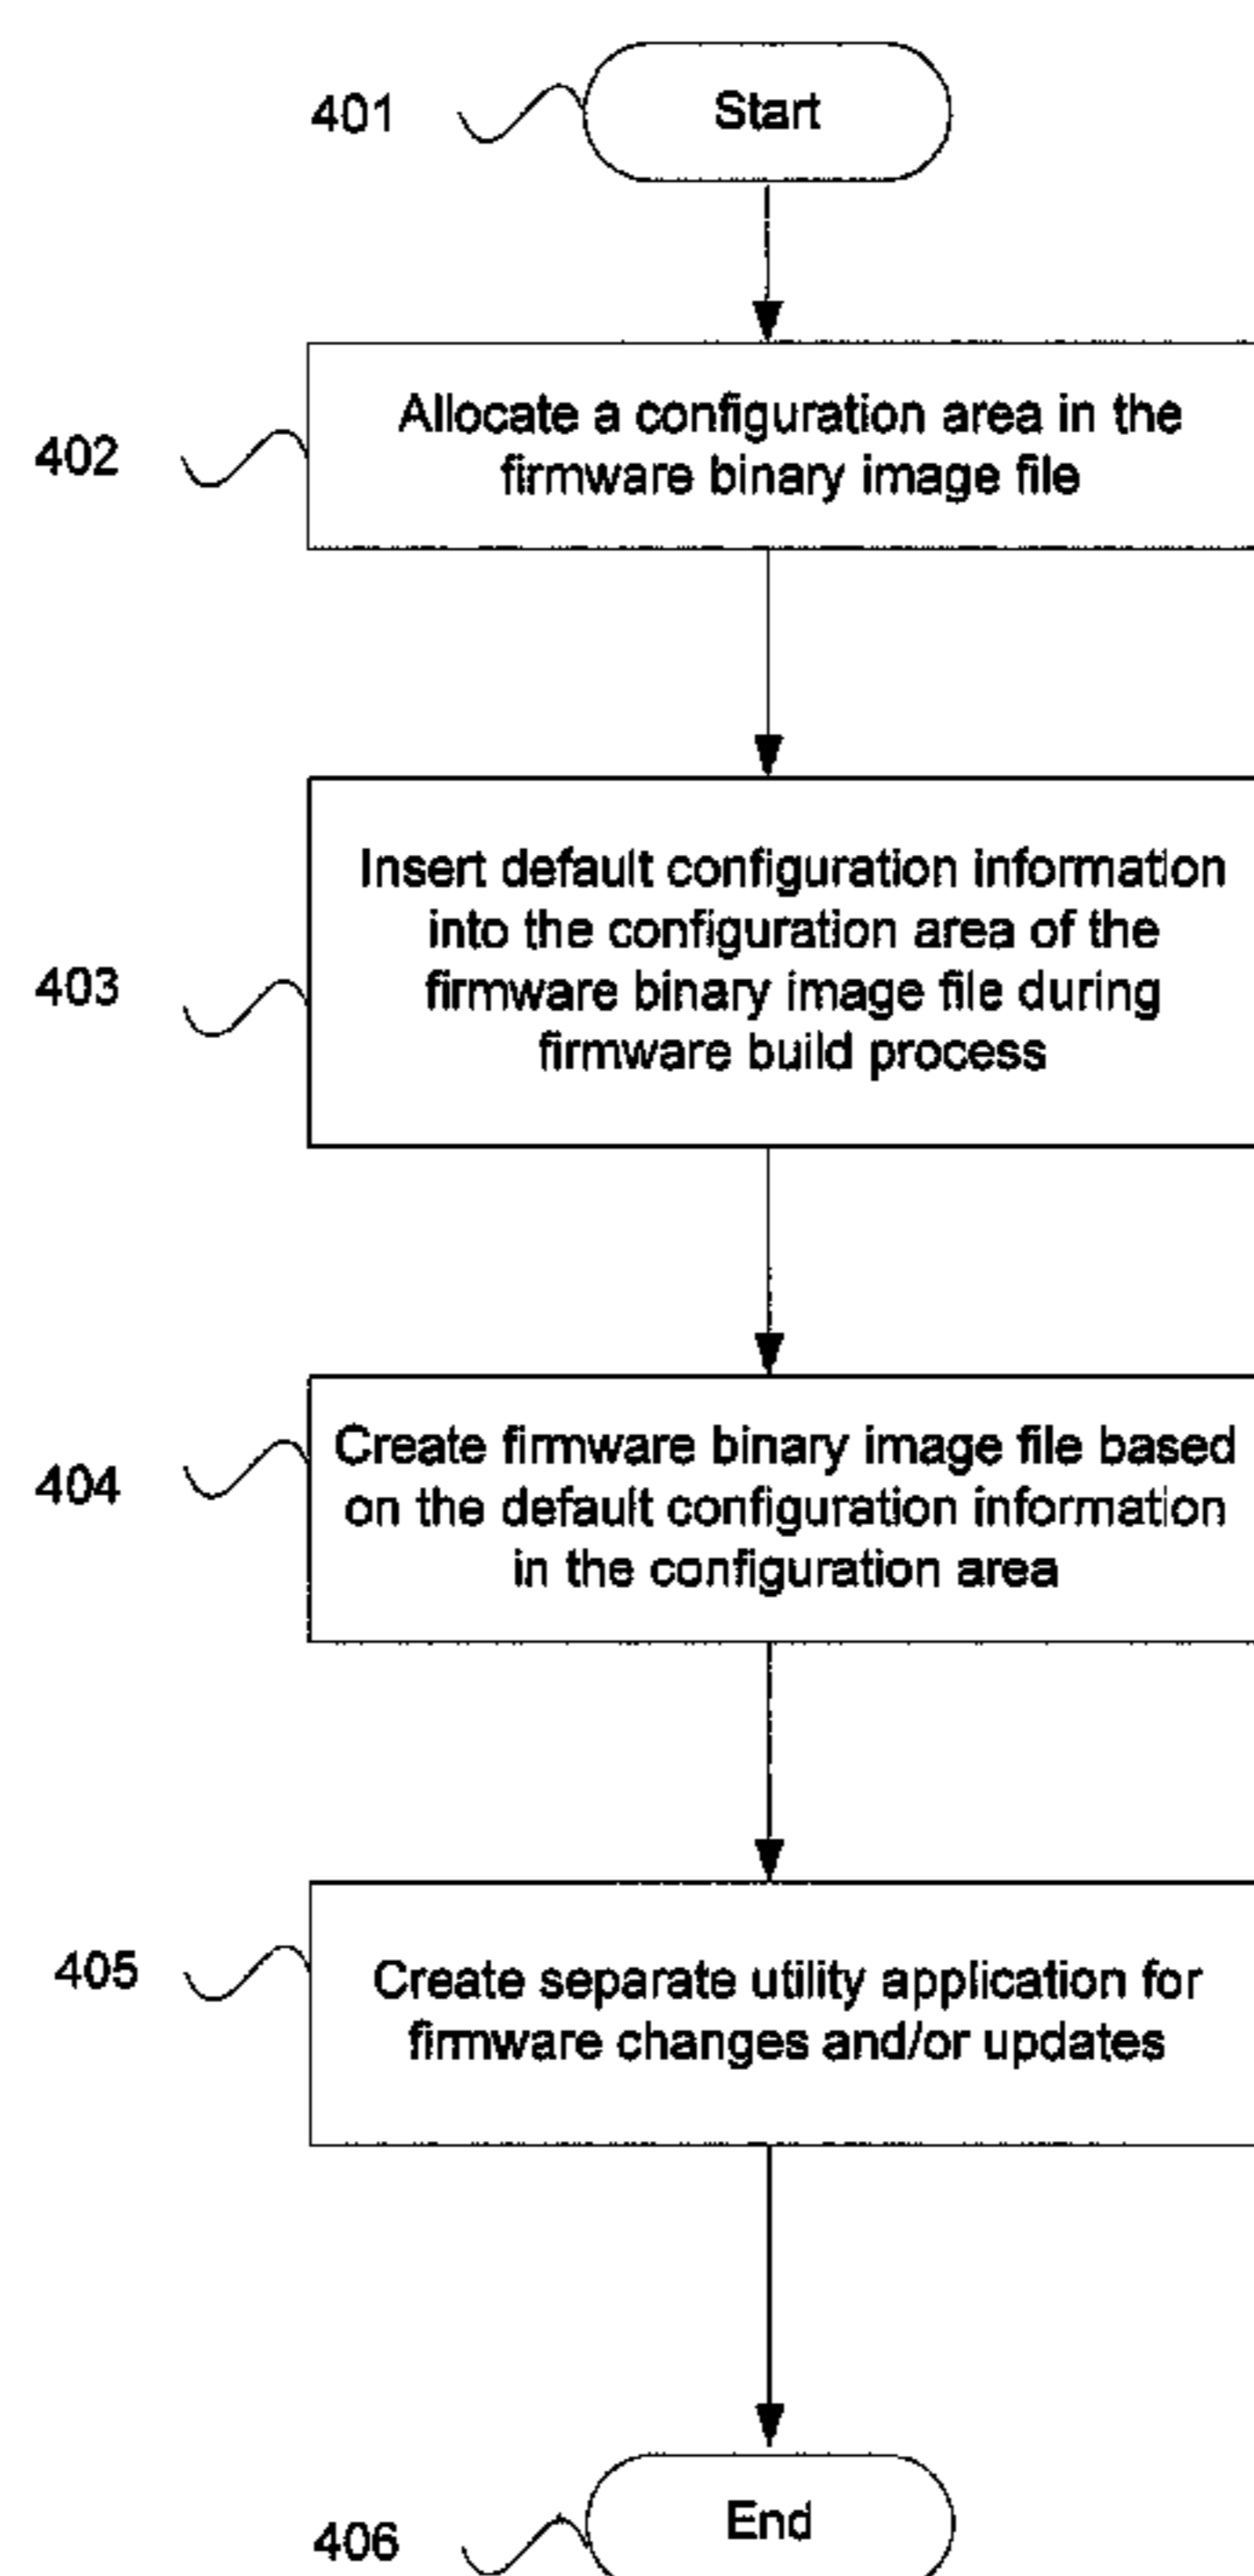 401
Start
402
Allocate a configuration area in the
firmware binary image file
403
Insert default configuration information
into the configuration area of the
firmware binary image file during
firmware build process
404
Create firmware binary image file based
on the default configuration information
in the configuration area
405
Create separate utility application for
firmware changes and/or updates
406
End